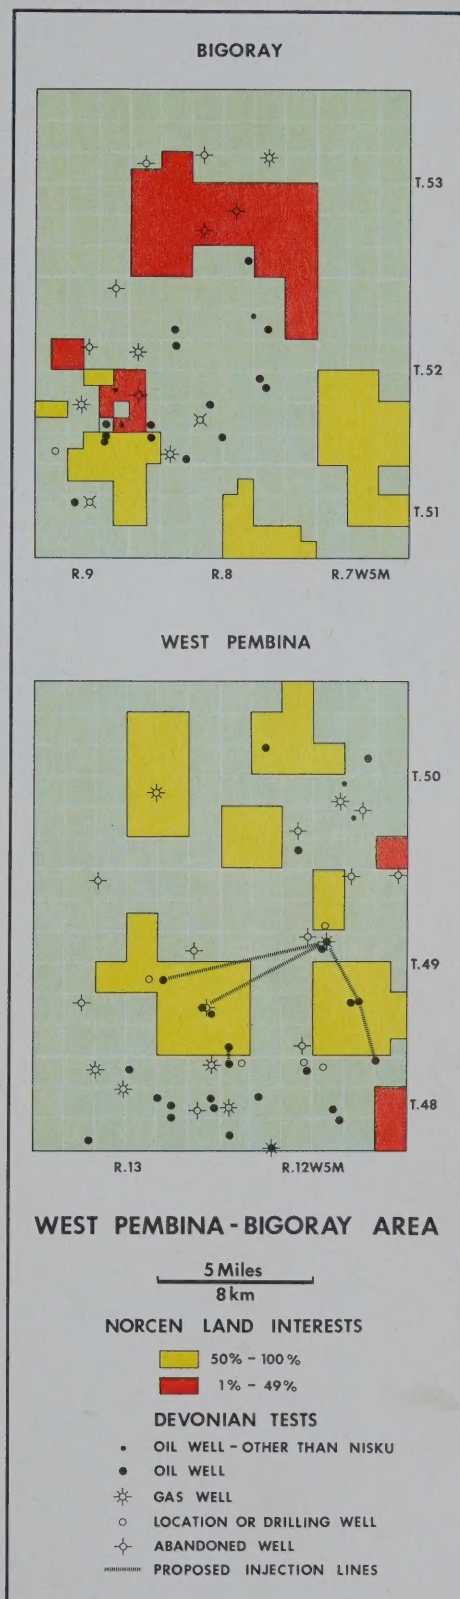 BIGORAY
T.53
T.52
T.51
R.9 R.8 R.7W5M
WEST PEMBINA
T.50
T.49
T.48
R.13 R.12W5M
WEST PEMBINA - BIGORAY AREA
5 Miles
8 km
NORCEN LAND INTERESTS
50% - 100%
1% - 49%
DEVONIAN TESTS
OIL WELL - OTHER THAN NISKU
OIL WELL
GAS WELL
LOCATION OR DRILLING WELL
ABANDONED WELL
PROPOSED INJECTION LINES